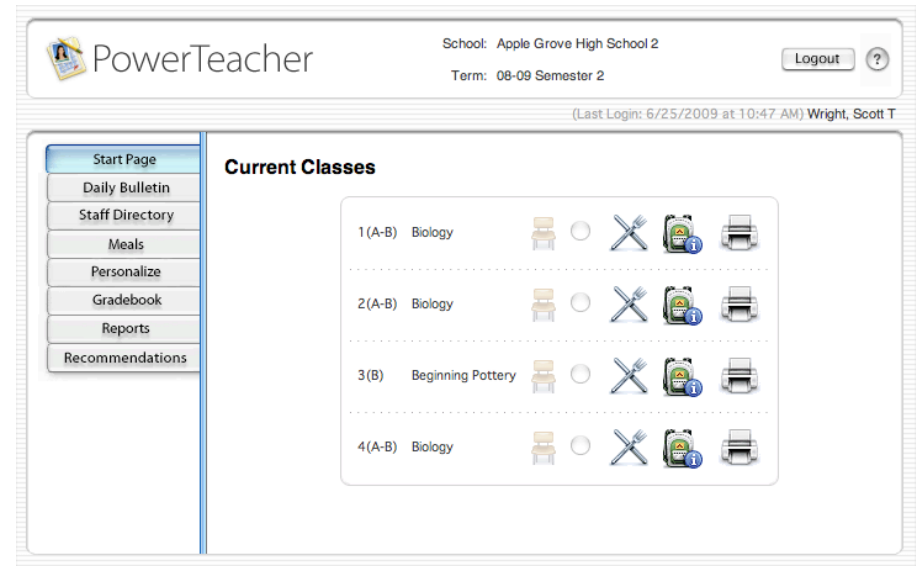 PowerTeacher
School: Apple Grove High School 2
Term: 08-09 Semester 2
Logout
?
(Last Login: 6/25/2009 at 10:47 AM) Wright, Scott T
Start Page
Daily Bulletin
Staff Directory
Meals
Personalize
Gradebook
Reports
Recommendations
Current Classes
1(A-B) Biology
2(A-B) Biology
3(B) Beginning Pottery
4(A-B) Biology